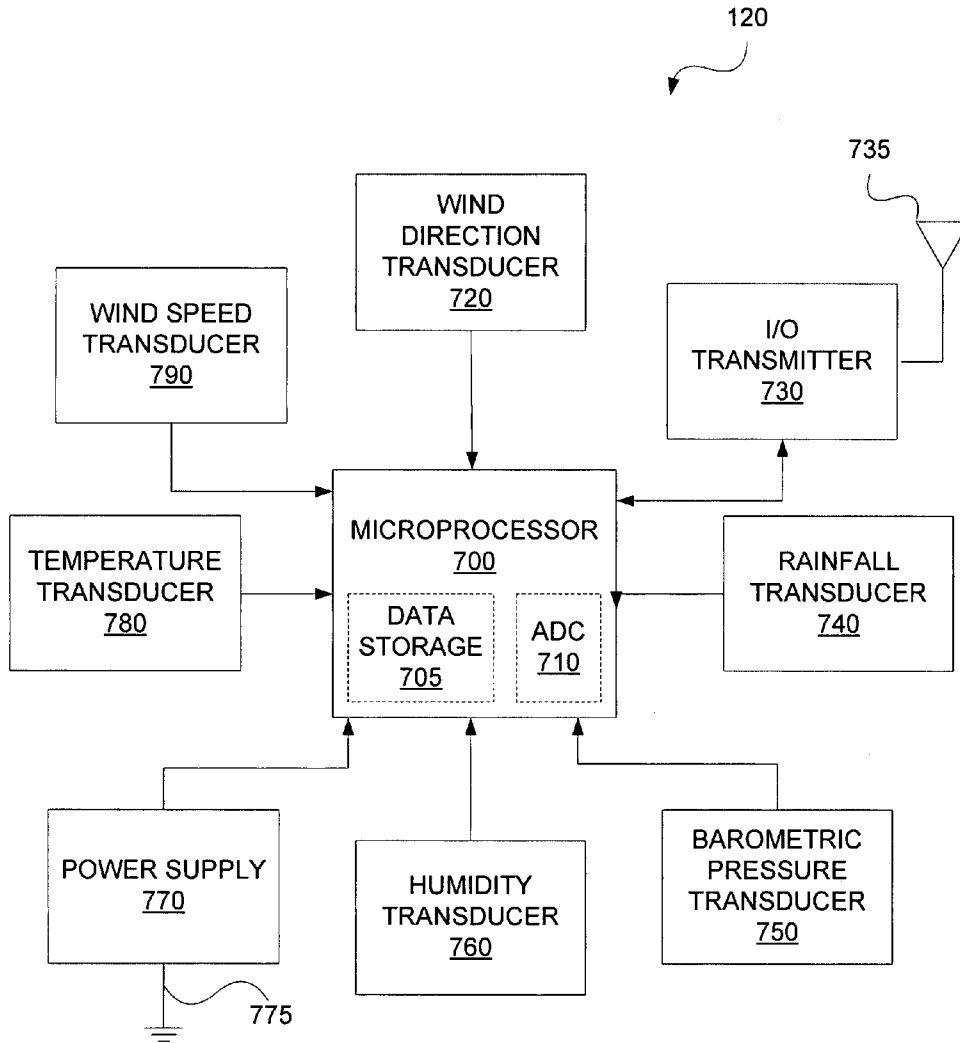 120
735
WIND
DIRECTION
TRANSDUCER
720
WIND SPEED
TRANSDUCER
790
I/O
TRANSMITTER
730
MICROPROCESSOR
700
DATA
STORAGE
705
ADC
710
TEMPERATURE
TRANSDUCER
780
RAINFALL
TRANSDUCER
740
POWER SUPPLY
770
775
HUMIDITY
TRANSDUCER
760
BAROMETRIC
PRESSURE
TRANSDUCER
750